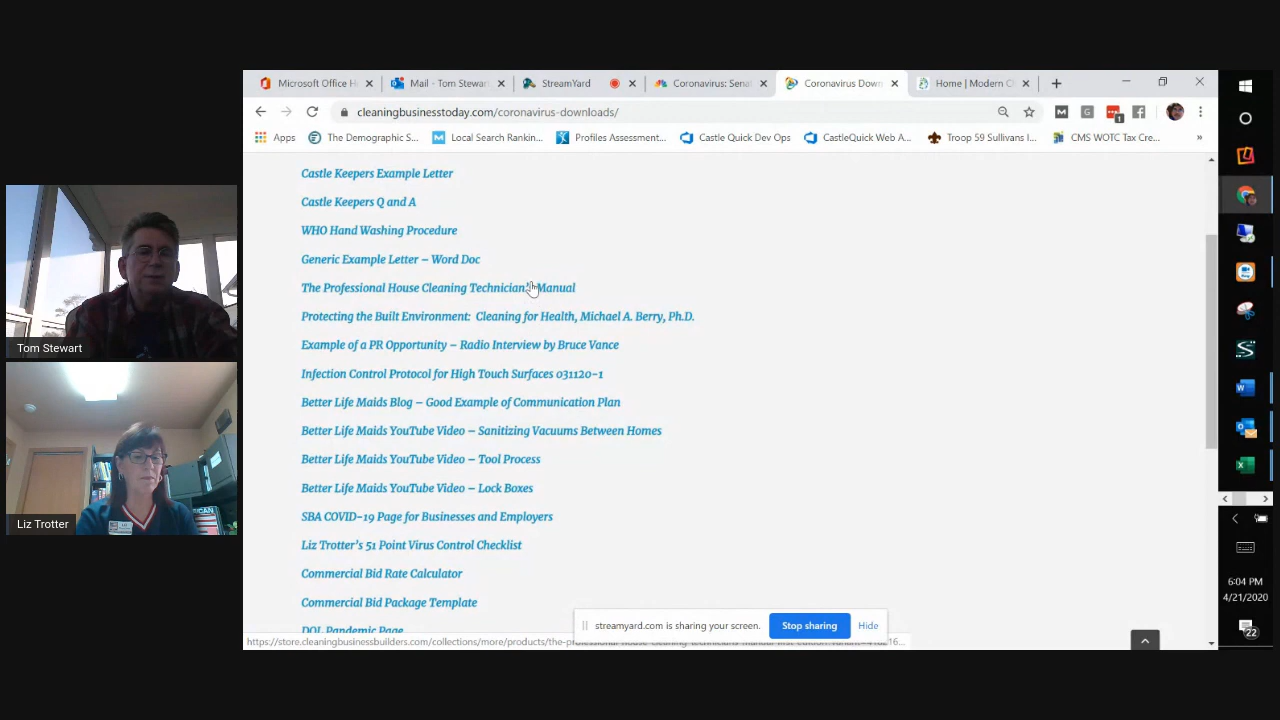 Microsoft Office H
Mail - Tom Stewart
StreamYard
Coronavirus: Senat
Coronavirus Down
Home | Modern Cl
cleaningbusinesstoday.com/coronavirus-downloads/
Apps
The Demographic S...
Local Search Rankin...
Profiles Assessment...
Castle Quick Dev Ops
CastleQuick Web A...
Troop 59 Sullivans I...
CMS WOTC Tax Cre...
»
Castle Keepers Example Letter
Castle Keepers Q and A
WHO Hand Washing Procedure
Generic Example Letter – Word Doc
The Professional House Cleaning Technician's Manual
Protecting the Built Environment: Cleaning for Health, Michael A. Berry, Ph.D.
Example of a PR Opportunity – Radio Interview by Bruce Vance
Infection Control Protocol for High Touch Surfaces 031120-1
Better Life Maids Blog – Good Example of Communication Plan
Better Life Maids YouTube Video – Sanitizing Vacuums Between Homes
Better Life Maids YouTube Video – Tool Process
Better Life Maids YouTube Video – Lock Boxes
SBA COVID-19 Page for Businesses and Employers
Liz Trotter's 51 Point Virus Control Checklist
Commercial Bid Rate Calculator
Commercial Bid Package Template
DOL Pandemic Page
streamyard.com is sharing your screen.
Stop sharing
Hide
Tom Stewart
Liz Trotter
6:04 PM
4/21/2020
22